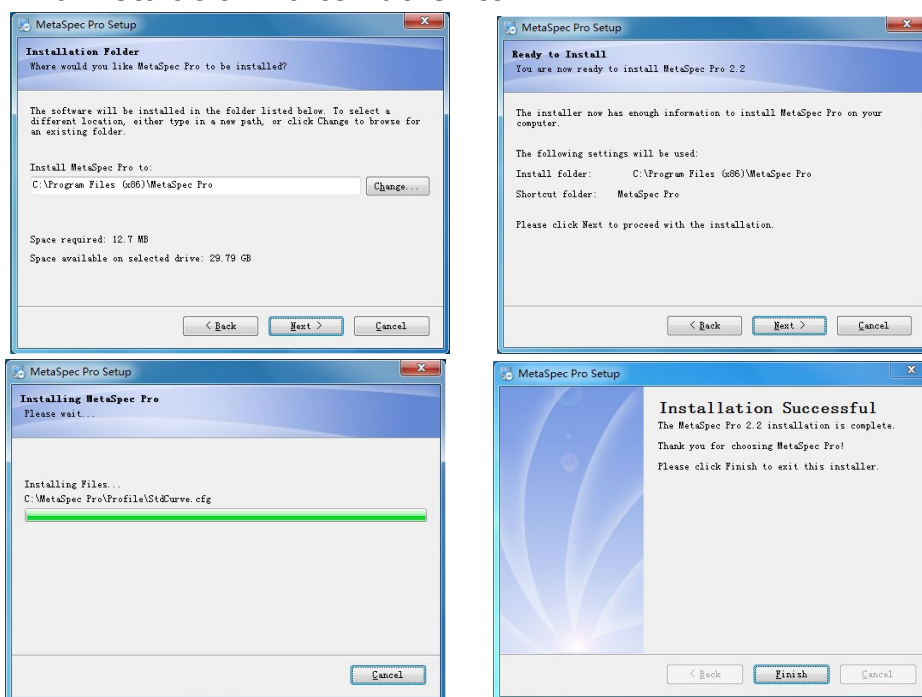 MetaSpec Pro Setup
Installation Folder
Where would you like MetaSpec Pro to be installed?
The software will be installed in the folder listed below. To select a
different location, either type in a new path, or click Change to browse for
an existing folder.
Install MetaSpec Pro to:
C:\Program Files (x86)\MetaSpec Pro
Change...
Space required: 12.7 MB
Space available on selected drive: 29.79 GB
< Back
Next >
Cancel
MetaSpec Pro Setup
Ready to Install
You are now ready to install MetaSpec Pro 2.2
The installer now has enough information to install MetaSpec Pro on your
computer.
The following settings will be used:
Install folder: C:\Program Files (x86)\MetaSpec Pro
Shortcut folder: MetaSpec Pro
Please click Next to proceed with the installation.
< Back
Next >
Cancel
MetaSpec Pro Setup
Installing MetaSpec Pro
Please wait...
Installing Files...
C:\MetaSpec Pro\Profile\StdCurve.cfg
Cancel
MetaSpec Pro Setup
Installation Successful
The MetaSpec Pro 2.2 installation is complete.
Thank you for choosing MetaSpec Pro!
Please click Finish to exit this installer.
< Back
Finish
Cancel